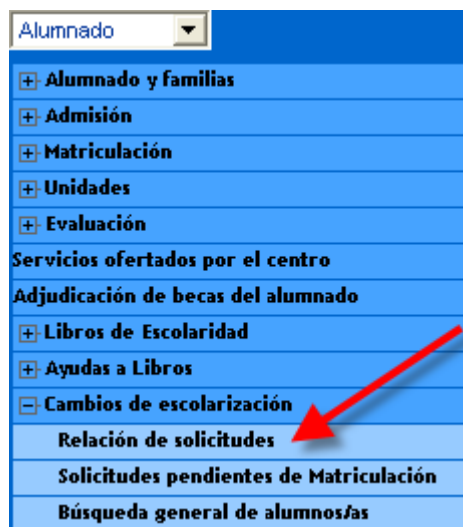 Alumnado
Alumnado y familias
Admisión
Matriculación
Unidades
Evaluación
Servicios ofertados por el centro
Adjudicación de becas del alumnado
Libros de Escolaridad
Ayudas a Libros
Cambios de escolarización
Relación de solicitudes
Solicitudes pendientes de Matriculación
Búsqueda general de alumnos/as